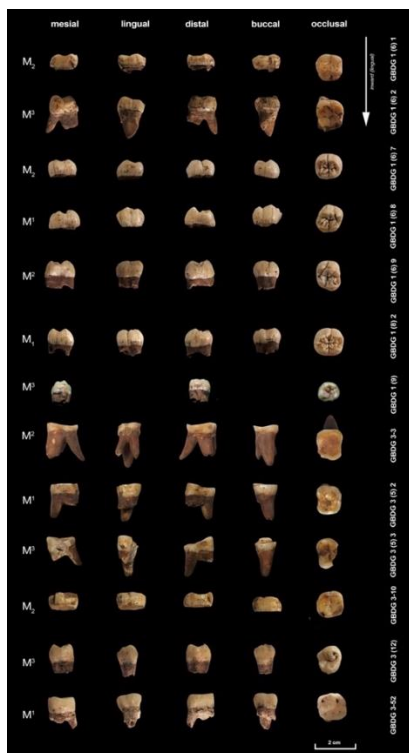 mesial lingual distal buccal occlusal
M₂ GBDG 1 (6) 1
inward (lingual)
M³ GBDG 1 (6) 2
M₂ GBDG 1 (6) 7
M¹ GBDG 1 (6) 8
M² GBDG 1 (6) 9
M₁ GBDG 1 (8) 2
M³ GBDG 1 (9)
M² GBDG 3-3
M¹ GBDG 3 (5) 2
M³ GBDG 3 (5) 3
M₂ GBDG 3-10
M³ GBDG 3 (12)
M¹ GBDG 3-52
2 cm